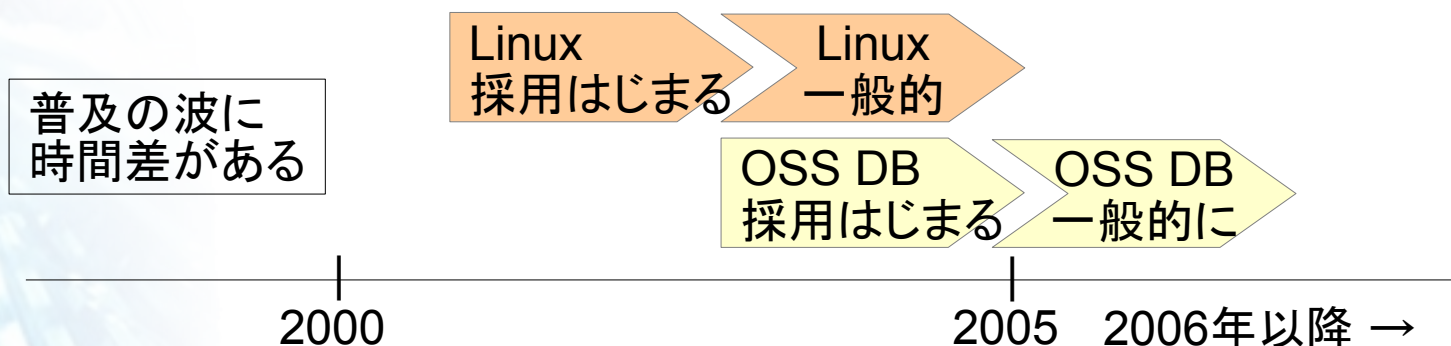 Linux
採用はじまる
Linux
一般的
普及の波に
時間差がある
OSS DB
採用はじまる
OSS DB
一般的に
2000
2005
2006年以降 →